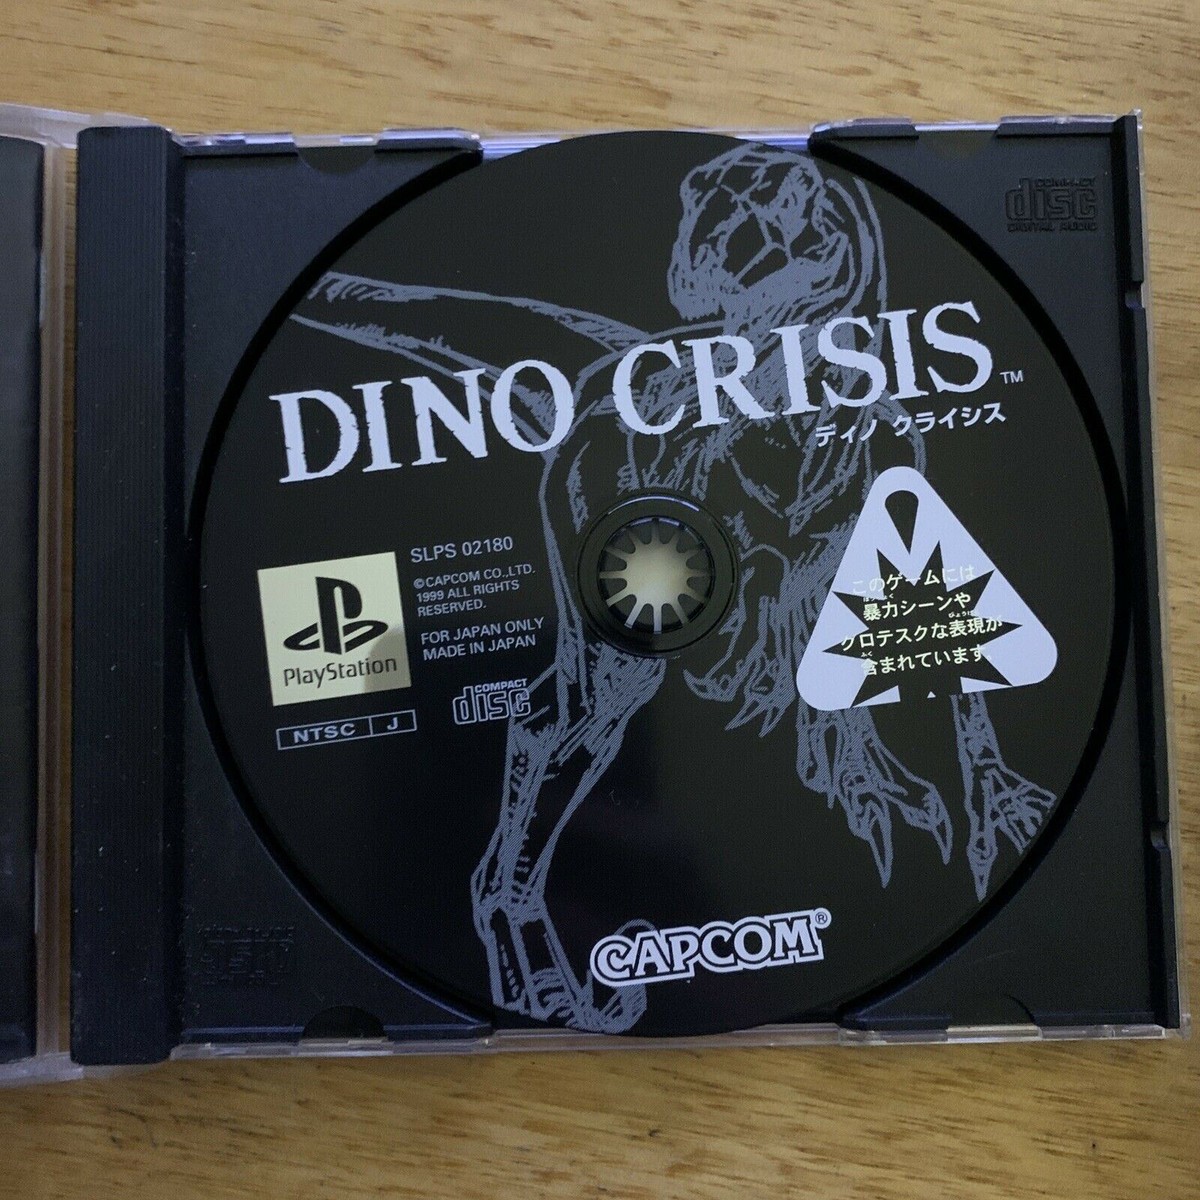 COMPACT
disc
DIGITAL AUDIO
DINO CRISIS™
ディノ クライシス
SLPS 02180
©CAPCOM CO.,LTD.
1999 ALL RIGHTS
RESERVED.
FOR JAPAN ONLY
MADE IN JAPAN
PlayStation
NTSC J
COMPACT
disc
このゲームには
暴力シーンや
グロテスクな表現が
含まれています
CAPCOM®